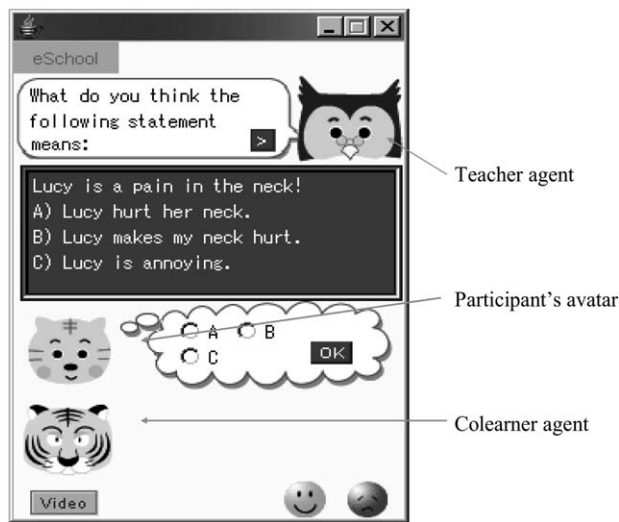 eSchool
What do you think the
following statement
means:
>
Teacher agent
Lucy is a pain in the neck!
A) Lucy hurt her neck.
B) Lucy makes my neck hurt.
C) Lucy is annoying.
Participant's avatar
A B
C OK
Colearner agent
Video